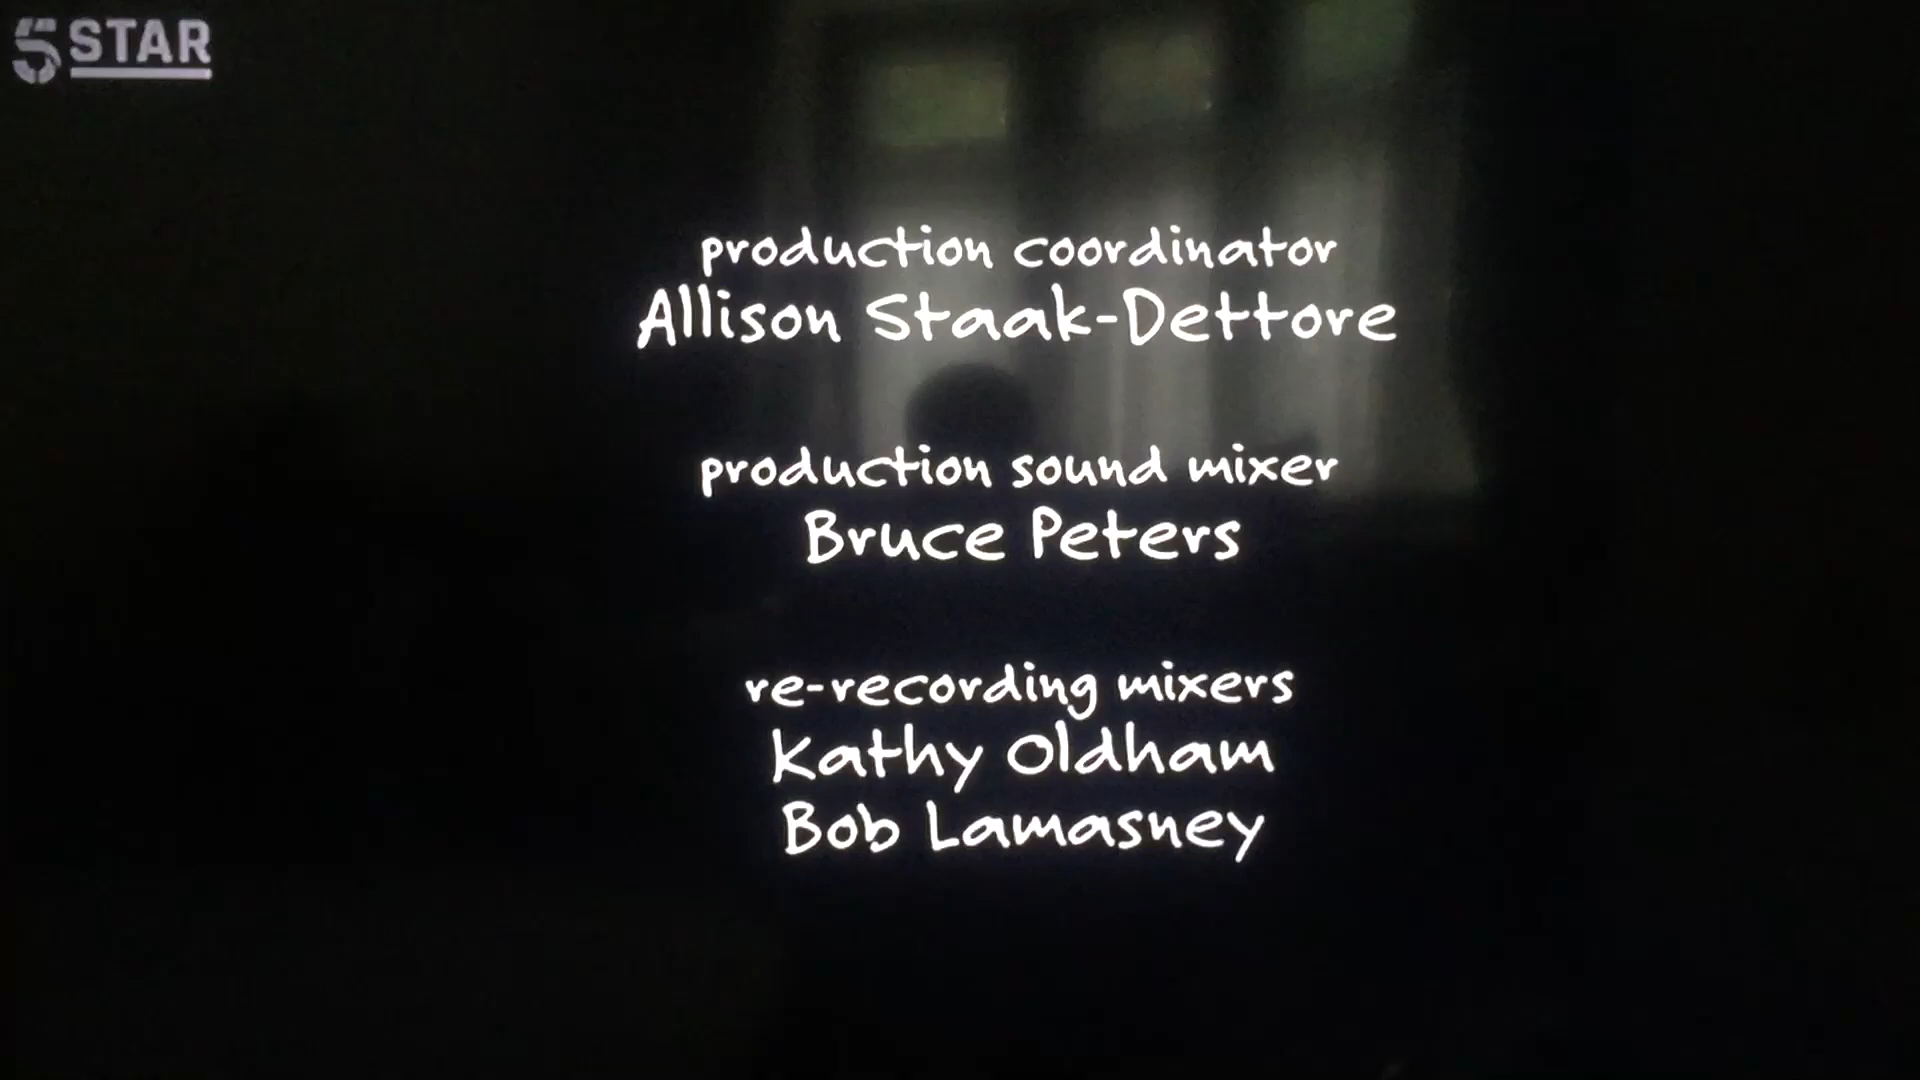 5STAR
production coordinator
Allison Staak-Dettore
production sound mixer
Bruce Peters
re-recording mixers
Kathy Oldham
Bob Lamasney